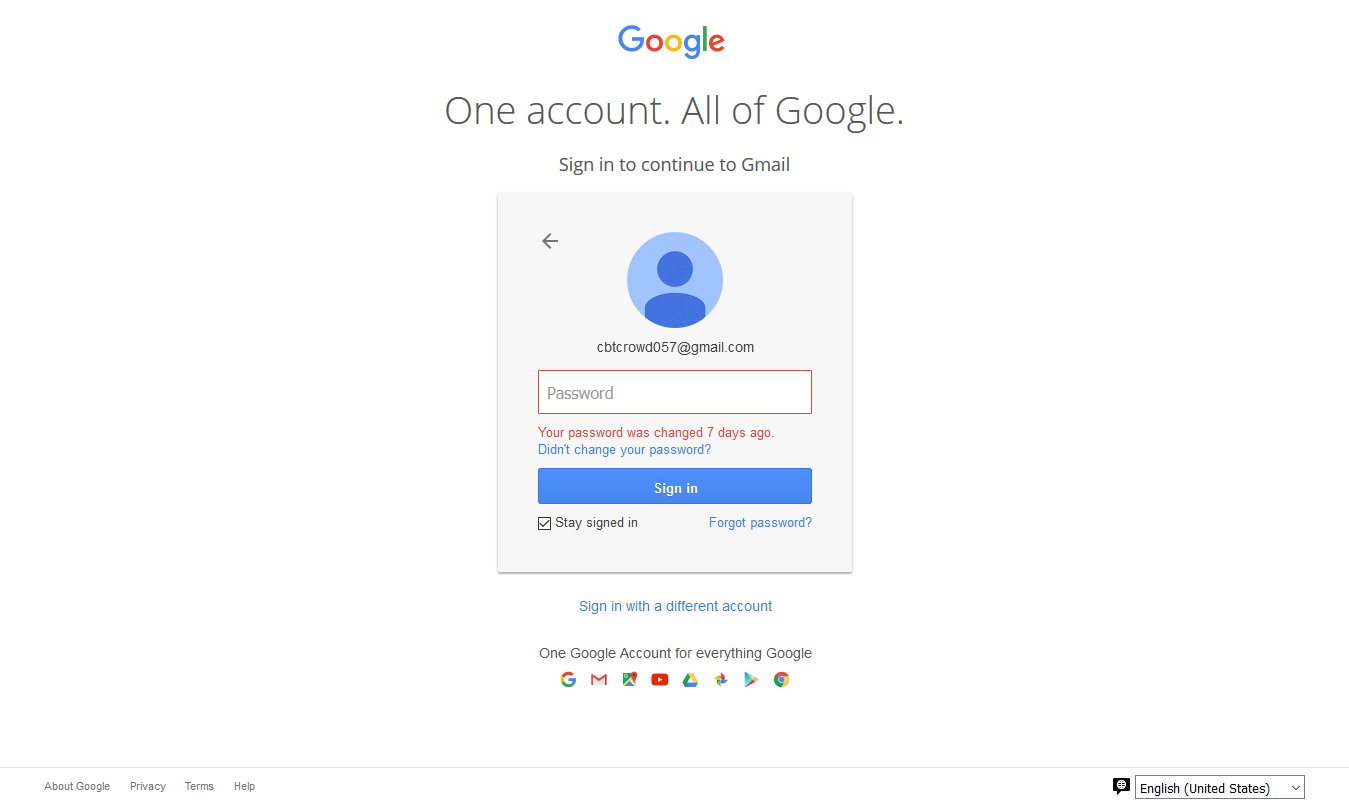 Google
One account. All of Google.
Sign in to continue to Gmail
cbtcrowd057@gmail.com
Password
Your password was changed 7 days ago.
Didn't change your password?
Sign in
Stay signed in Forgot password?
Sign in with a different account
One Google Account for everything Google
About Google Privacy Terms Help English (United States)